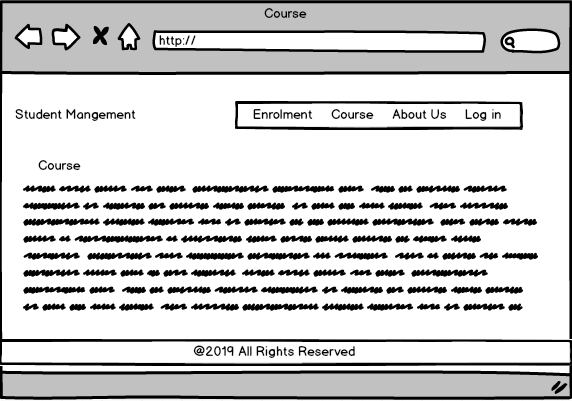 Course
http://
Student Mangement
Enrolment Course About Us Log in
Course
@2019 All Rights Reserved